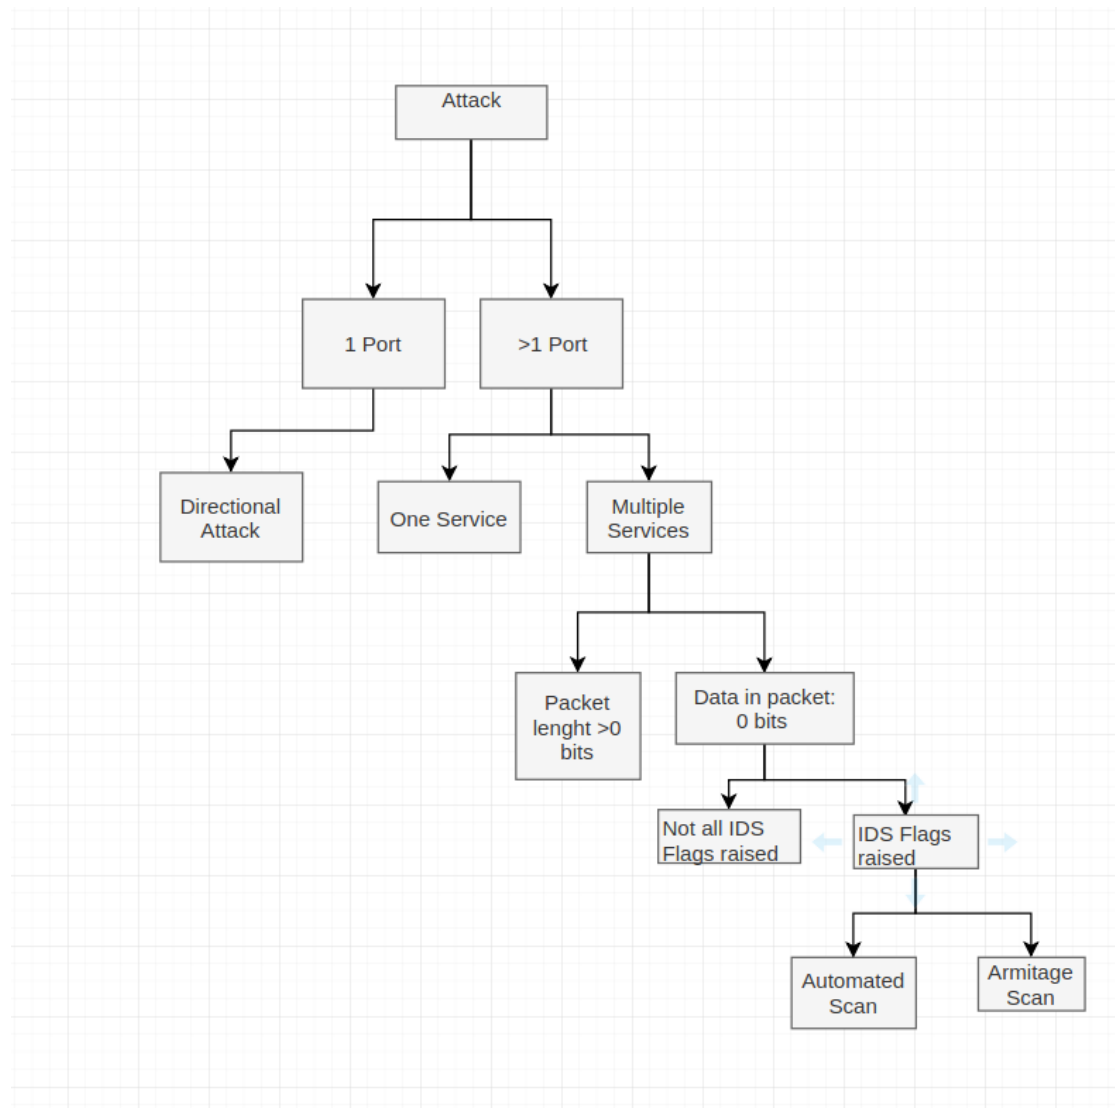 Attack
1 Port
>1 Port
Directional
Attack
One Service
Multiple
Services
Packet
lenght >0
bits
Data in packet:
0 bits
Not all IDS
Flags raised
IDS Flags
raised
Automated
Scan
Armitage
Scan